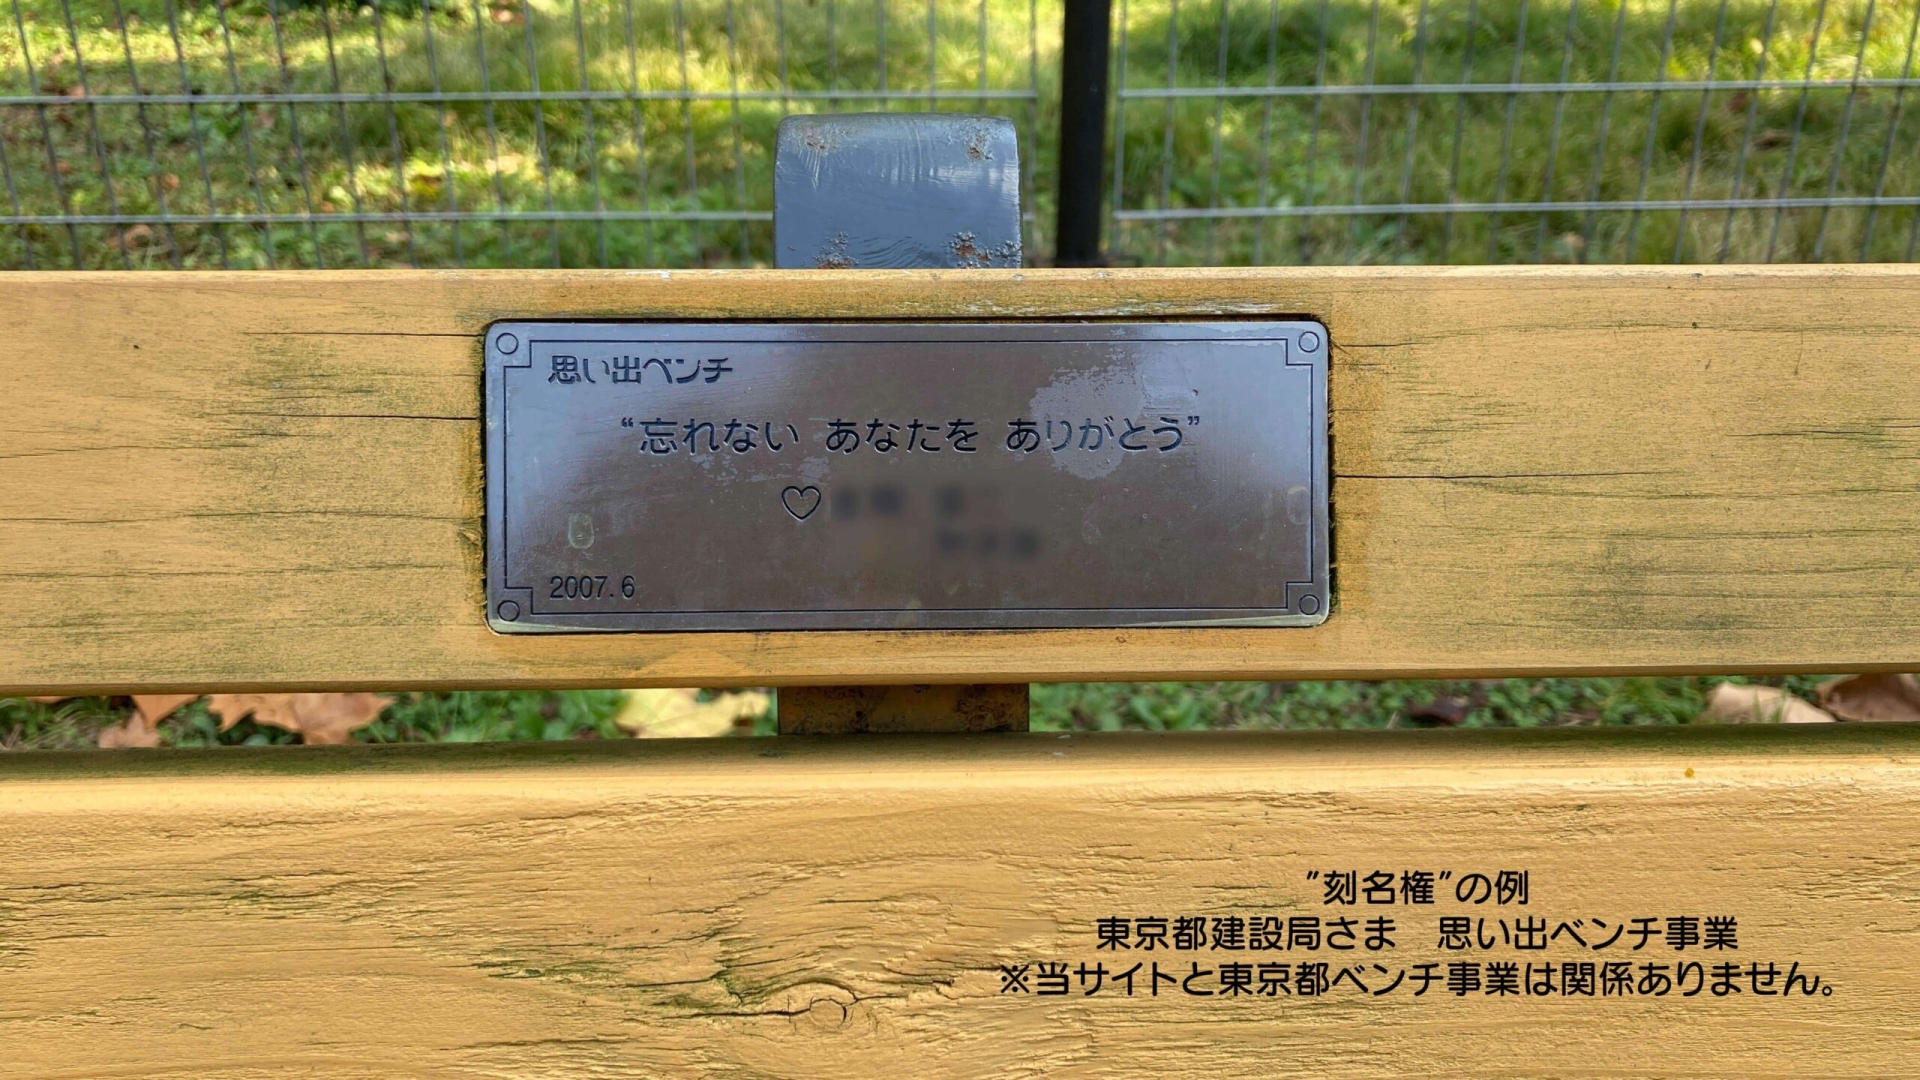 思い出ベンチ
“忘れない あなたを ありがとう”
♡
2007.6
”刻名権”の例
東京都建設局さま　思い出ベンチ事業
※当サイトと東京都ベンチ事業は関係ありません。